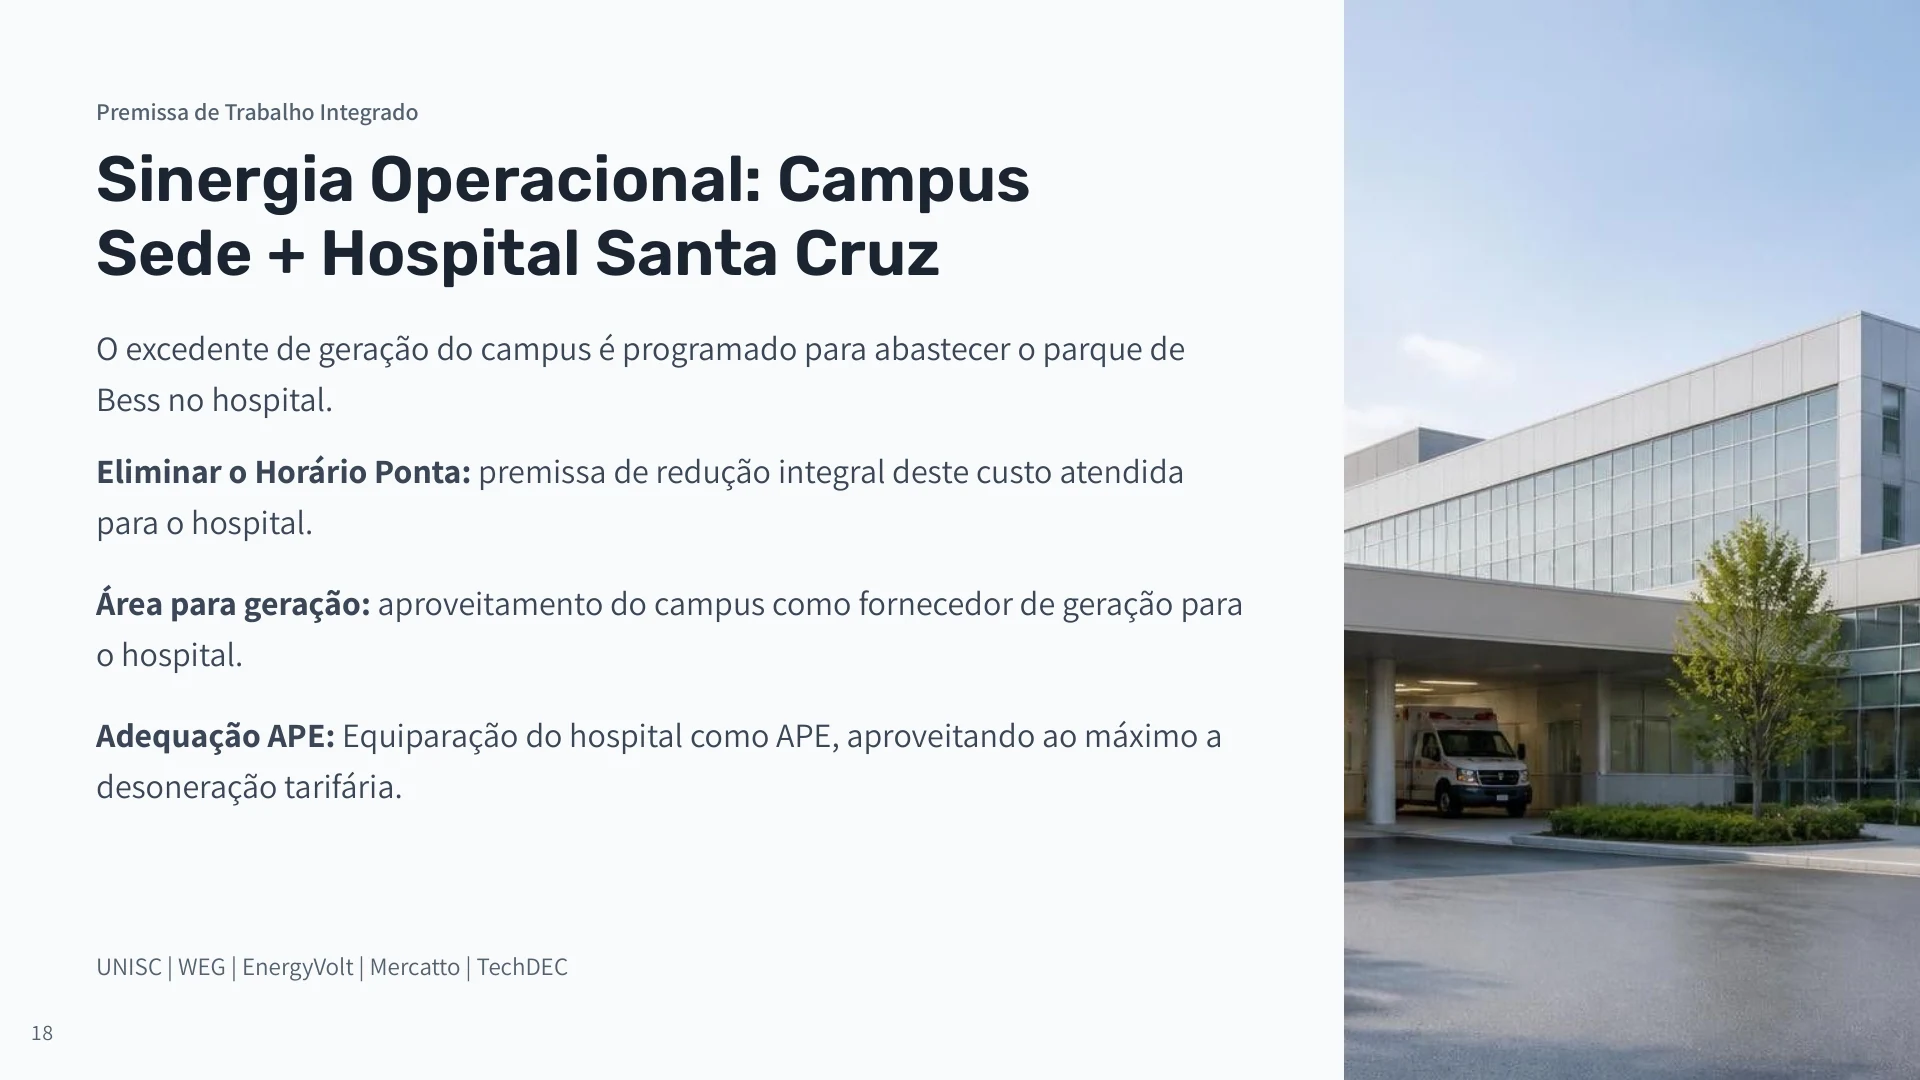 Premissa de Trabalho Integrado
Sinergia Operacional: Campus
Sede + Hospital Santa Cruz
O excedente de geração do campus é programado para abastecer o parque de
Bess no hospital.
Eliminar o Horário Ponta: premissa de redução integral deste custo atendida
para o hospital.
Área para geração: aproveitamento do campus como fornecedor de geração para
o hospital.
Adequação APE: Equiparação do hospital como APE, aproveitando ao máximo a
desoneração tarifária.
UNISC | WEG | EnergyVolt | Mercatto | TechDEC
18